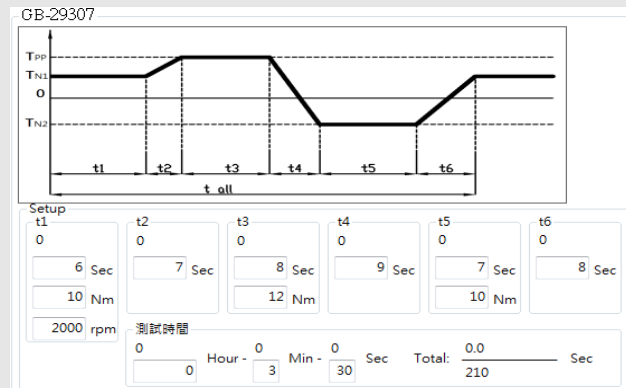 GB-29307
TPP
TN1
0
TN2
t1 t2 t3 t4 t5 t6
t all
Setup
t1 t2 t3 t4 t5 t6
0 0 0 0 0 0
6 Sec 7 Sec 8 Sec 9 Sec 7 Sec 8 Sec
10 Nm 12 Nm 10 Nm
2000 rpm
測試時間
0 0 0 0.0
0 Hour - 3 Min - 30 Sec Total: 210 Sec